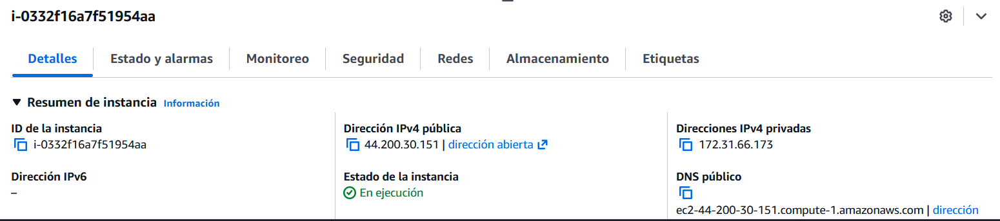 i-0332f16a7f51954aa
Detalles
Estado y alarmas
Monitoreo
Seguridad
Redes
Almacenamiento
Etiquetas
Resumen de instancia Información
ID de la instancia
i-0332f16a7f51954aa
Dirección IPv4 pública
44.200.30.151 | dirección abierta
Direcciones IPv4 privadas
172.31.66.173
Dirección IPv6
–
Estado de la instancia
En ejecución
DNS público
ec2-44-200-30-151.compute-1.amazonaws.com | dirección